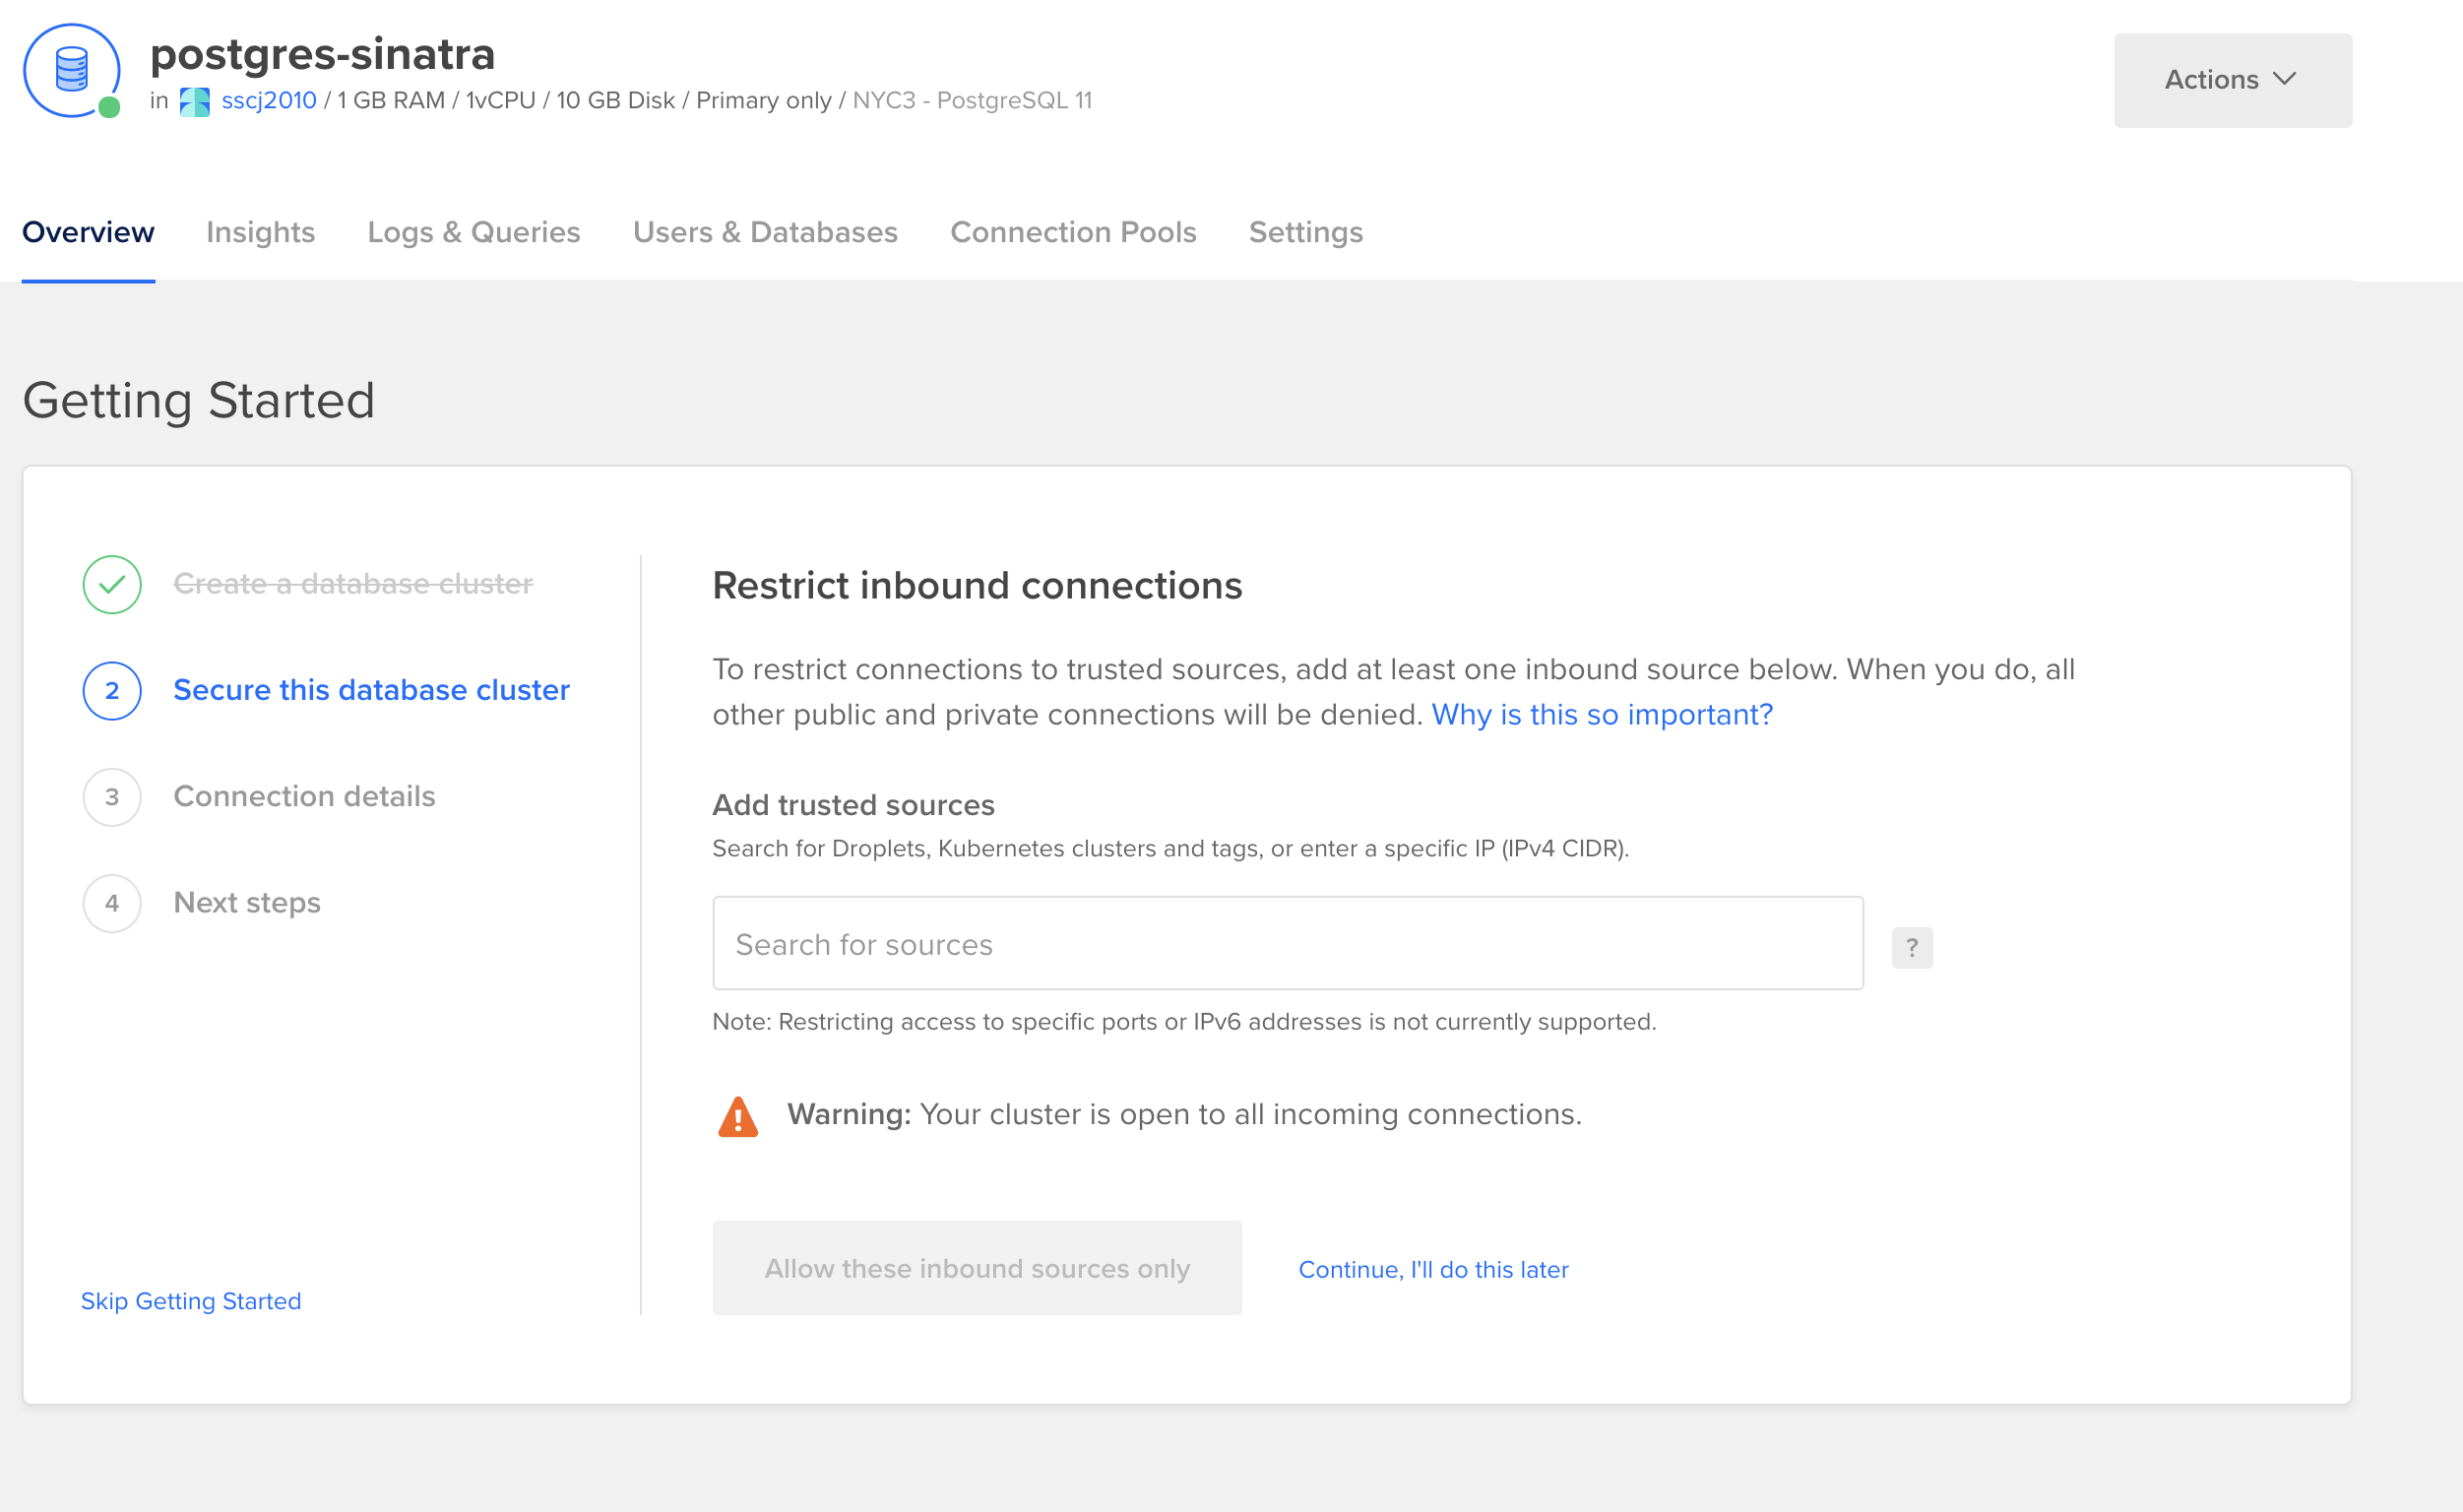 postgres-sinatra
in sscj2010 / 1 GB RAM / 1vCPU / 10 GB Disk / Primary only / NYC3 - PostgreSQL 11
Actions
Overview Insights Logs & Queries Users & Databases Connection Pools Settings
Getting Started
Create a database cluster
2 Secure this database cluster
3 Connection details
4 Next steps
Skip Getting Started
Restrict inbound connections
To restrict connections to trusted sources, add at least one inbound source below. When you do, all
other public and private connections will be denied. Why is this so important?
Add trusted sources
Search for Droplets, Kubernetes clusters and tags, or enter a specific IP (IPv4 CIDR).
Search for sources
?
Note: Restricting access to specific ports or IPv6 addresses is not currently supported.
Warning: Your cluster is open to all incoming connections.
Allow these inbound sources only Continue, I'll do this later